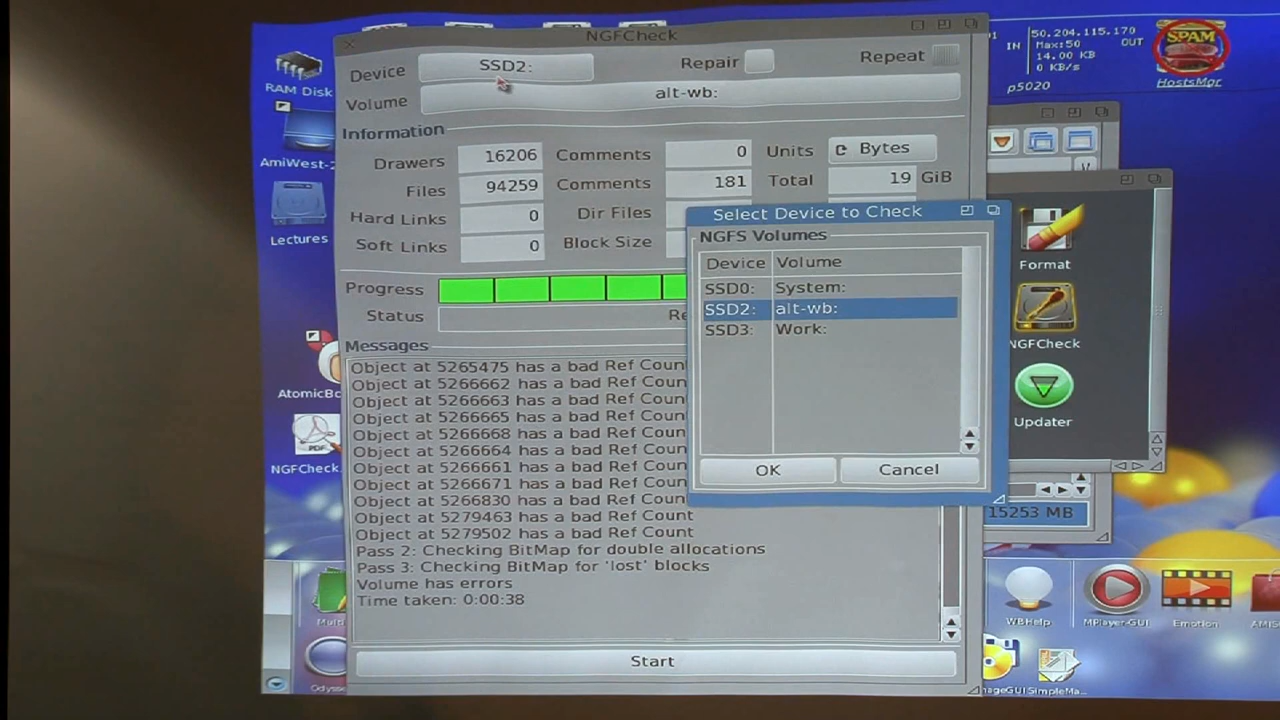 NGFCheck
Device SSD2: Repair Repeat
Volume alt-wb:
Information
Drawers 16206 Comments 0 Units Bytes
Files 94259 Comments 181 Total 19 GiB
Hard Links 0 Dir Files
Soft Links 0 Block Size
Progress
Status
Messages
Object at 5265475 has a bad Ref Coun
Object at 5266662 has a bad Ref Coun
Object at 5266663 has a bad Ref Coun
Object at 5266665 has a bad Ref Coun
Object at 5266668 has a bad Ref Coun
Object at 5266664 has a bad Ref Coun
Object at 5266661 has a bad Ref Coun
Object at 5266671 has a bad Ref Coun
Object at 5266830 has a bad Ref Count
Object at 5279463 has a bad Ref Count
Object at 5279502 has a bad Ref Count
Pass 2: Checking BitMap for double allocations
Pass 3: Checking BitMap for 'lost' blocks
Volume has errors
Time taken: 0:00:38
Start
Select Device to Check
NGFS Volumes
Device Volume
SSD0: System:
SSD2: alt-wb:
SSD3: Work:
OK Cancel
RAM Disk
AmiWest-2
Lectures
AtomicBo
PDF
NGFCheck.
50.204.115.170
IN Max:50 OUT
14.00 KB
0 KB/s
p5020
SPAM
HostsMgr
Format
NGFCheck
Updater
15253 MB
Multi
Odyss
WBHelp
MPlayer-GUI
Emotion
AMIS
mageGUI
SimpleMa...